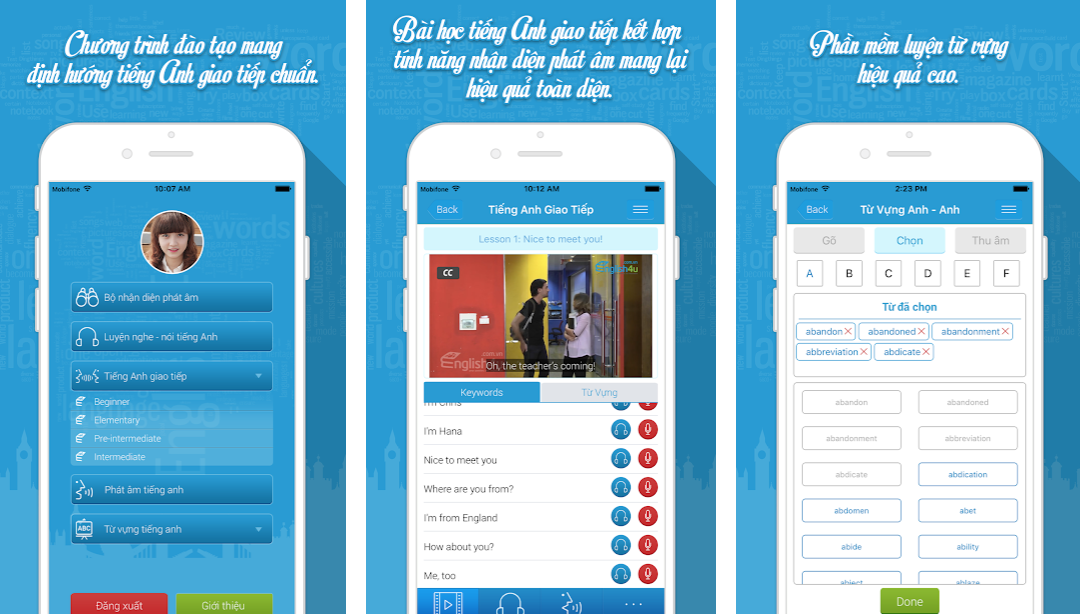 Chương trình đào tạo mang
định hướng tiếng Anh giao tiếp chuẩn.
Mobifone
10:07 AM
Bộ nhận diện phát âm
Luyện nghe - nói tiếng Anh
Tiếng Anh giao tiếp
Beginner
Elementary
Pre-intermediate
Intermediate
Phát âm tiếng anh
ABC
Từ vựng tiếng anh
Đăng xuất
Giới thiệu
Bài học tiếng Anh giao tiếp kết hợp
tính năng nhận diện phát âm mang lại
hiệu quả toàn diện.
Mobifone
10:12 AM
Back
Tiếng Anh Giao Tiếp
Lesson 1: Nice to meet you!
CC
English4u
.com.vn
English
Oh, the teacher's coming!
Keywords
Từ Vựng
I'm Chris
I'm Hana
Nice to meet you
Where are you from?
I'm from England
How about you?
Me, too
Phần mềm luyện từ vựng
hiệu quả cao.
Mobifone
2:23 PM
Back
Từ Vựng Anh - Anh
Gõ
Chọn
Thu âm
A B C D E F
Từ đã chọn
abandon abandoned abandonment
abbreviation abdicate
abandon abandoned
abandonment abbreviation
abdicate abdication
abdomen abet
abide ability
abject ablaze
Done